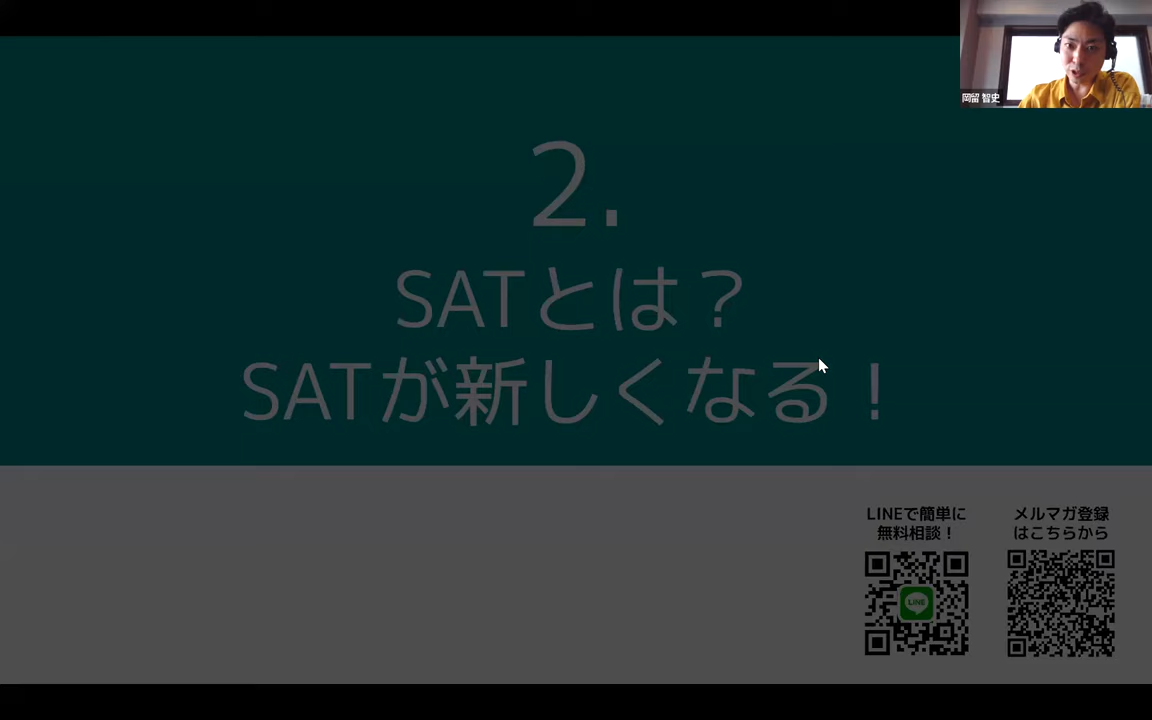 岡留 智史
2.
SATとは？
SATが新しくなる！
LINEで簡単に
無料相談！
メルマガ登録
はこちらから
LINE